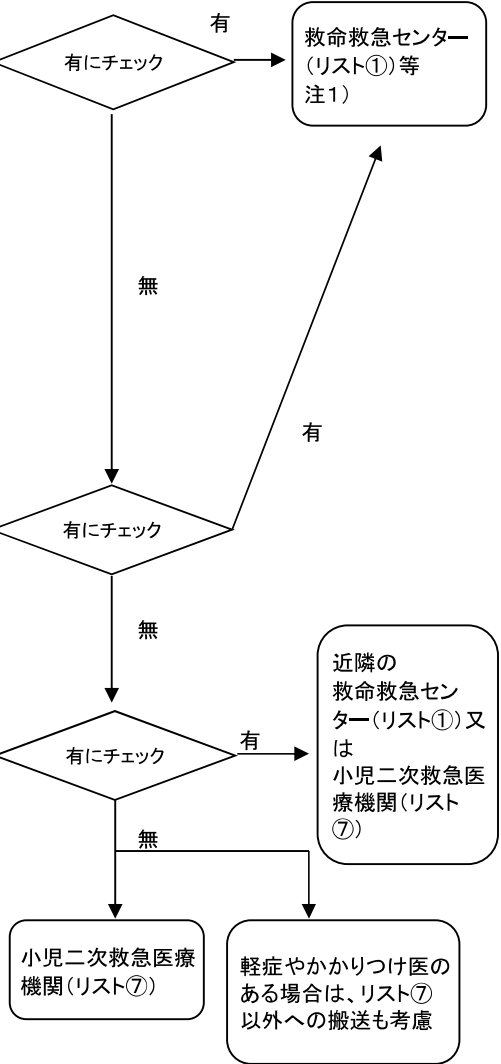 有
有にチェック
救命救急センター
（リスト①）等
注１）
無
有
有にチェック
無
近隣の
救命救急セン
ター（リスト①）又
は
小児二次救急医
療機関（リスト
⑦）
有にチェック
有
無
小児二次救急医療
機関（リスト⑦）
軽症やかかりつけ医の
ある場合は、リスト⑦
以外への搬送も考慮